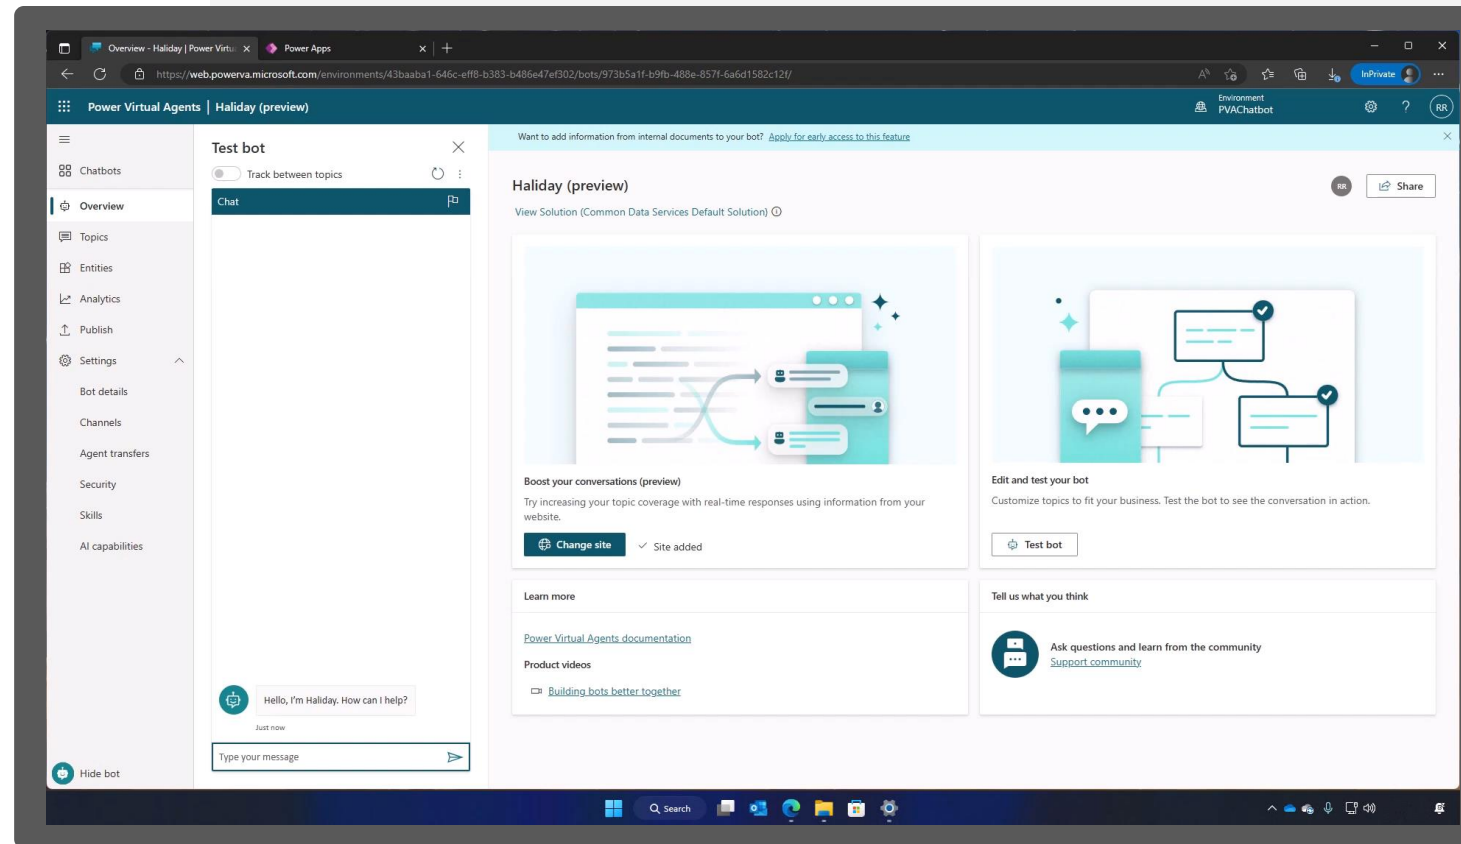 Overview - Haliday | Power Virtu
Power Apps
https://web.powerva.microsoft.com/environments/43baaba1-646c-eff8-b383-b486e47ef302/bots/973b5a1f-b9fb-488e-857f-6a6d1582c12f/
InPrivate
Power Virtual Agents | Haliday (preview)
Environment
PVAChatbot
RR
Chatbots
Overview
Topics
Entities
Analytics
Publish
Settings
Bot details
Channels
Agent transfers
Security
Skills
AI capabilities
Hide bot
Test bot
Track between topics
Chat
Hello, I'm Haliday. How can I help?
Just now
Type your message
Want to add information from internal documents to your bot? Apply for early access to this feature
Haliday (preview)
RR
Share
View Solution (Common Data Services Default Solution)
Boost your conversations (preview)
Try increasing your topic coverage with real-time responses using information from your
website.
Change site
Site added
Edit and test your bot
Customize topics to fit your business. Test the bot to see the conversation in action.
Test bot
Learn more
Power Virtual Agents documentation
Product videos
Building bots better together
Tell us what you think
Ask questions and learn from the community
Support community
Search